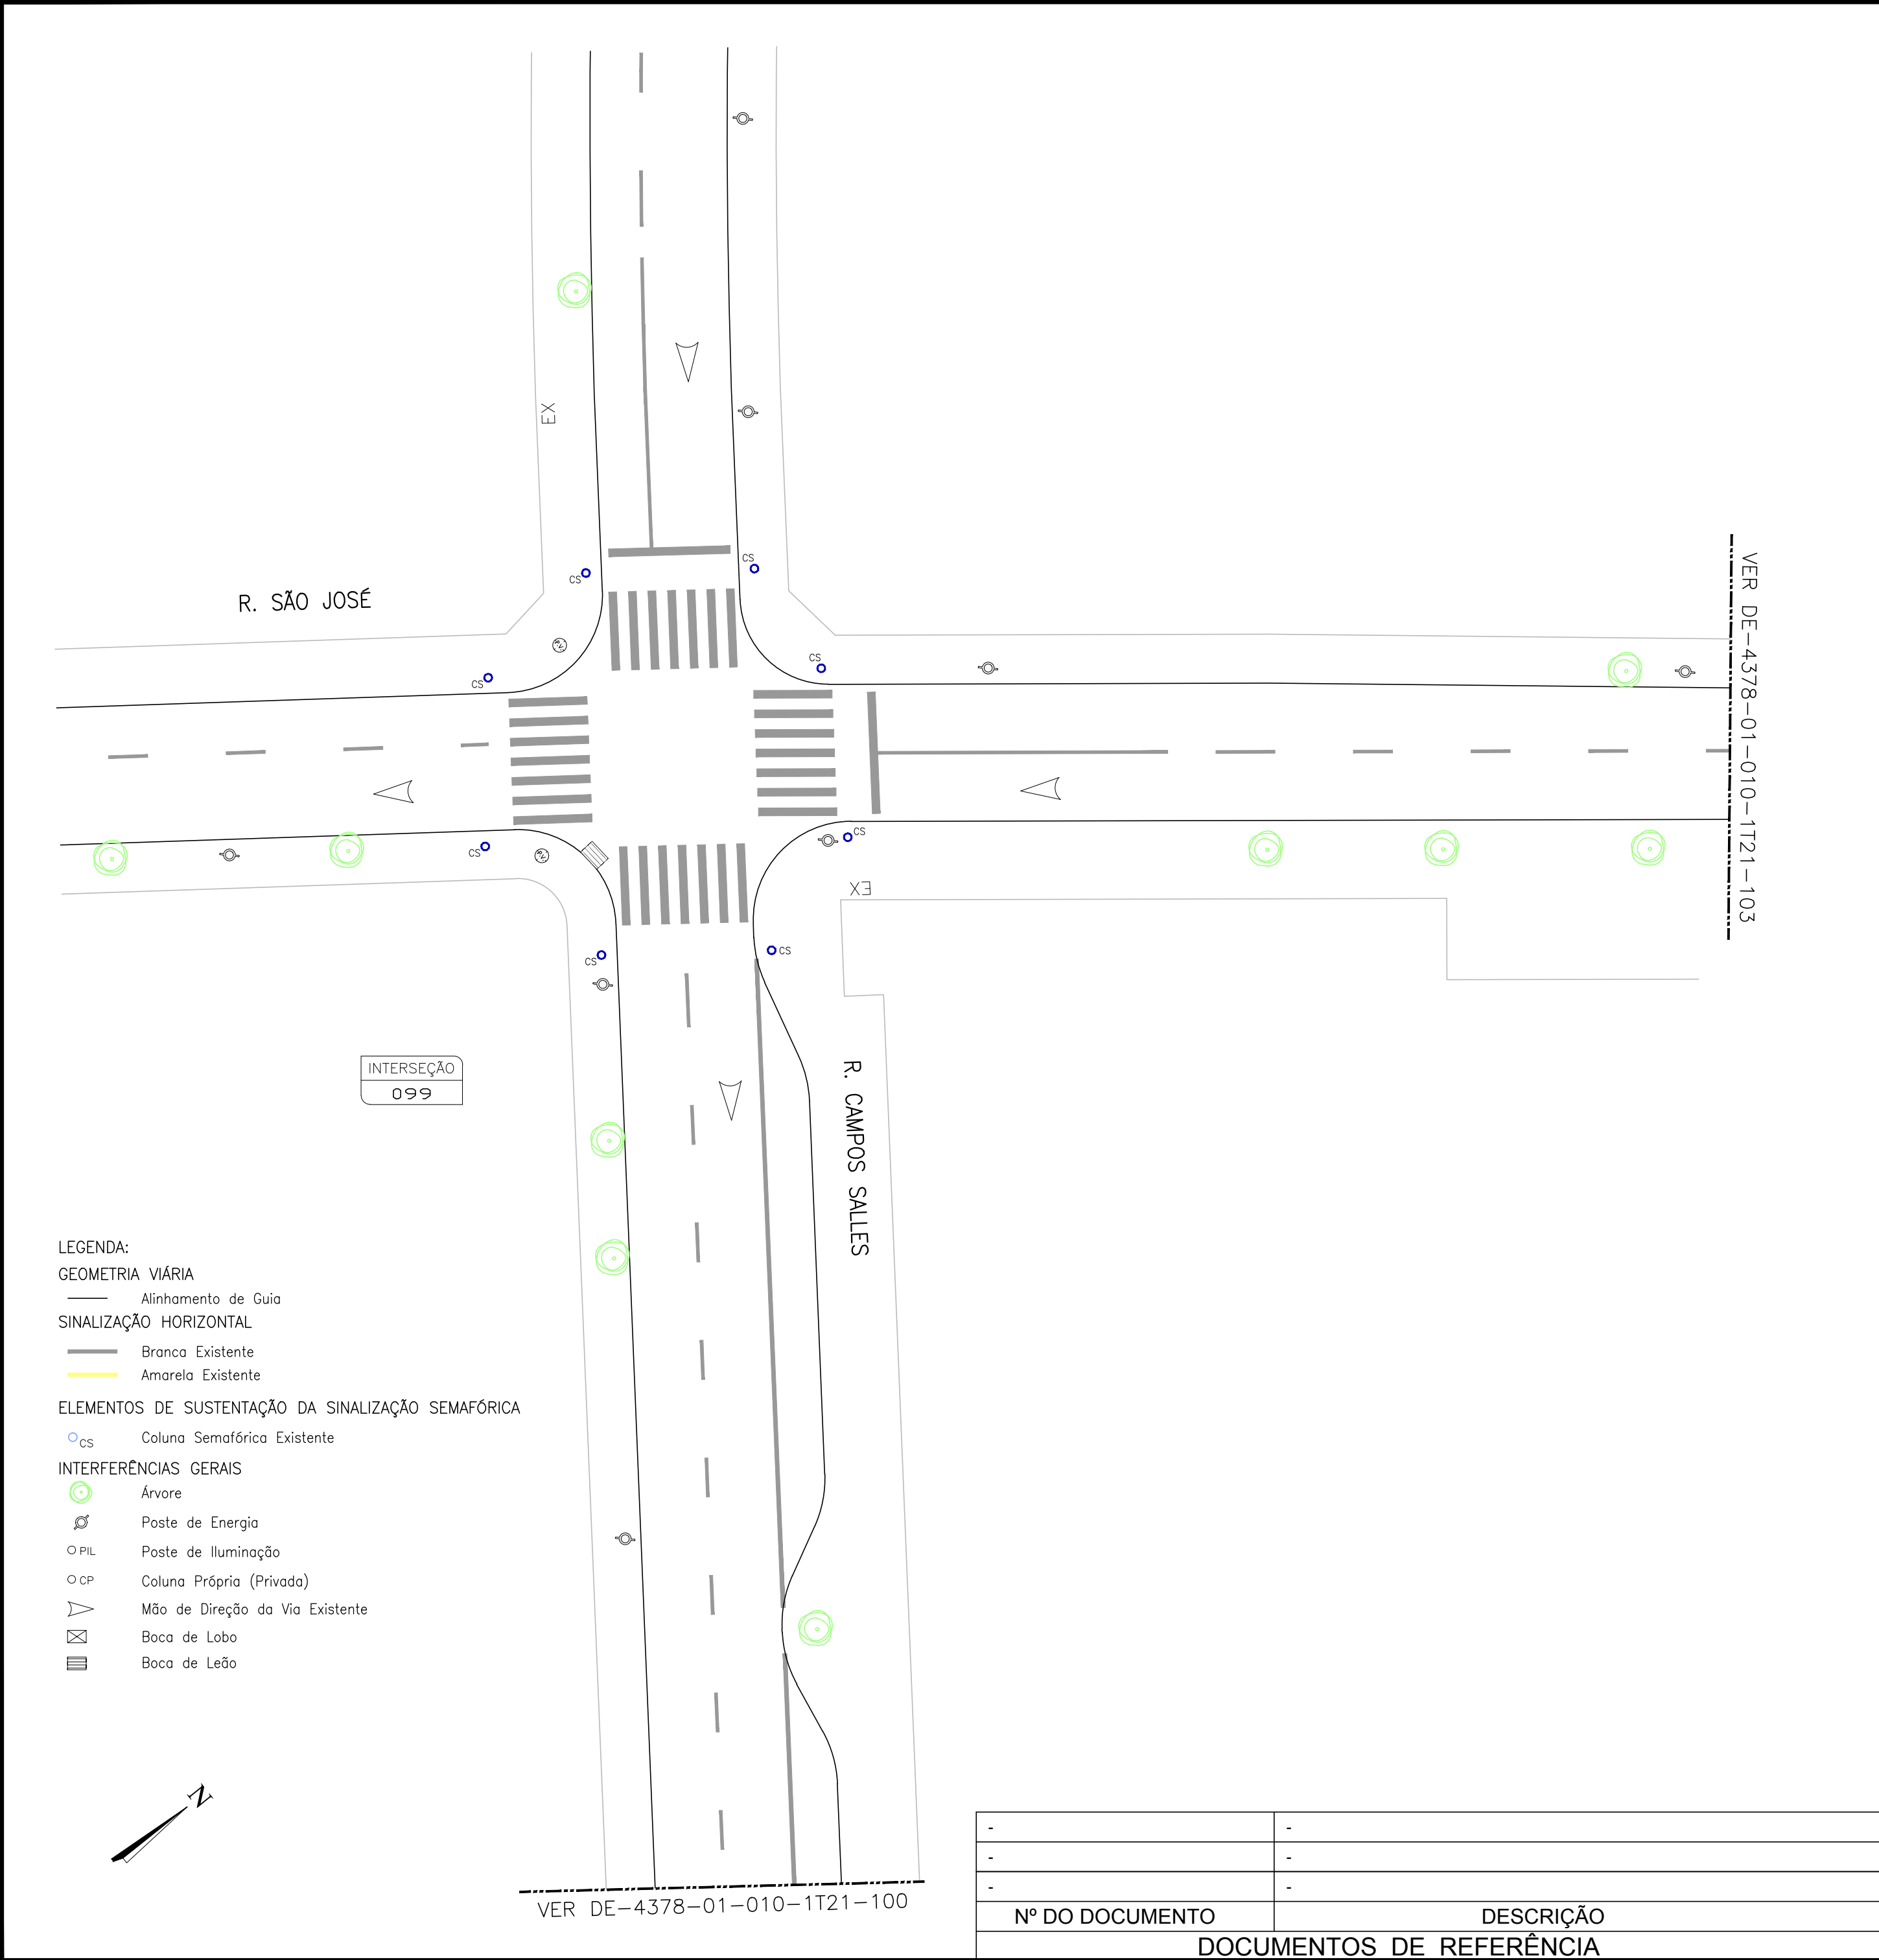 EX
CS
CS
R. SÃO JOSÉ
P.V.
CS
CS
VER DE-4378-01-010-1T21-103
CS
CS
P.V.
EX
CS
CS
INTERSEÇÃO
099
R. CAMPOS SALLES
LEGENDA:
GEOMETRIA VIÁRIA
Alinhamento de Guia
SINALIZAÇÃO HORIZONTAL
Branca Existente
Amarela Existente
ELEMENTOS DE SUSTENTAÇÃO DA SINALIZAÇÃO SEMAFÓRICA
CS Coluna Semafórica Existente
INTERFERÊNCIAS GERAIS
Árvore
Poste de Energia
PIL Poste de Iluminação
CP Coluna Própria (Privada)
Mão de Direção da Via Existente
Boca de Lobo
Boca de Leão
N
VER DE-4378-01-010-1T21-100
- -
- -
- -
Nº DO DOCUMENTO DESCRIÇÃO
DOCUMENTOS DE REFERÊNCIA